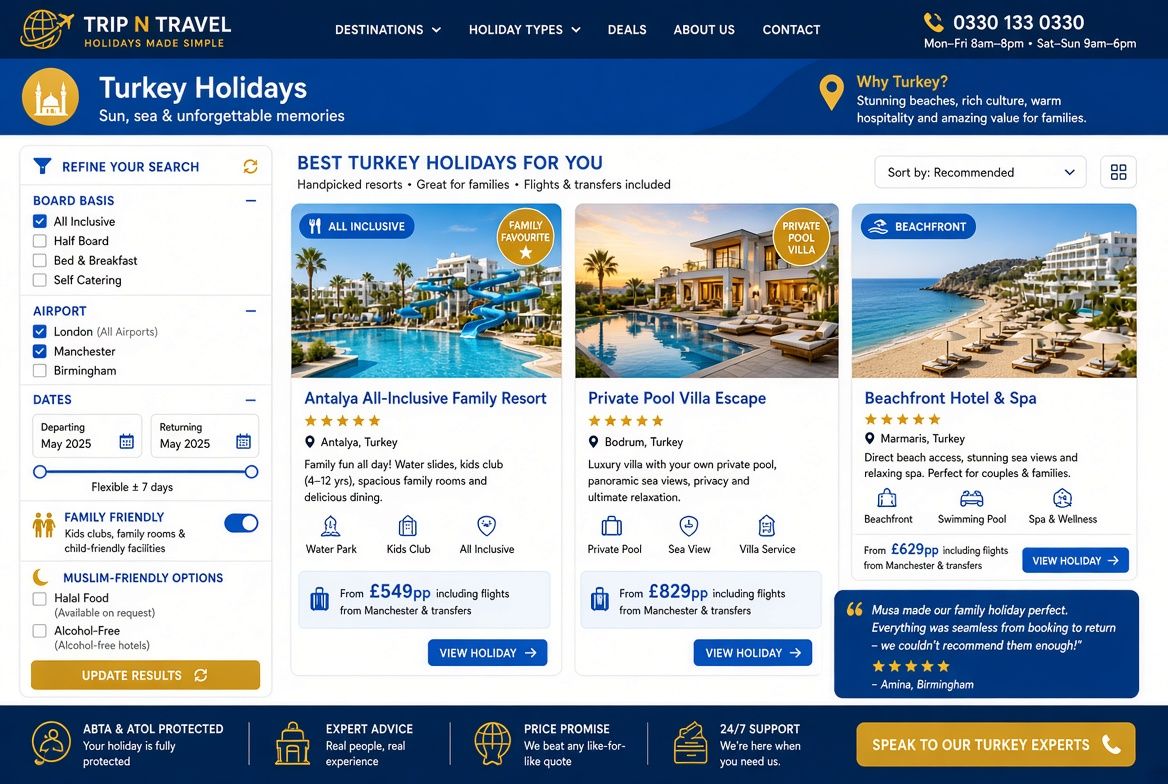 TRIP N TRAVEL
HOLIDAYS MADE SIMPLE
DESTINATIONS
HOLIDAY TYPES
DEALS
ABOUT US
CONTACT
0330 133 0330
Mon–Fri 8am–8pm • Sat–Sun 9am–6pm
Turkey Holidays
Sun, sea & unforgettable memories
Why Turkey?
Stunning beaches, rich culture, warm
hospitality and amazing value for families.
REFINE YOUR SEARCH
BOARD BASIS
All Inclusive
Half Board
Bed & Breakfast
Self Catering
AIRPORT
London (All Airports)
Manchester
Birmingham
DATES
Departing
May 2025
Returning
May 2025
Flexible ± 7 days
FAMILY FRIENDLY
Kids clubs, family rooms &
child-friendly facilities
MUSLIM-FRIENDLY OPTIONS
Halal Food
(Available on request)
Alcohol-Free
(Alcohol-free hotels)
UPDATE RESULTS
BEST TURKEY HOLIDAYS FOR YOU
Handpicked resorts • Great for families • Flights & transfers included
Sort by: Recommended
ALL INCLUSIVE
FAMILY
FAVOURITE
Antalya All-Inclusive Family Resort
Antalya, Turkey
Family fun all day! Water slides, kids club
(4–12 yrs), spacious family rooms and
delicious dining.
Water Park
Kids Club
All Inclusive
From £549pp including flights
from Manchester & transfers
VIEW HOLIDAY
PRIVATE
POOL
VILLA
Private Pool Villa Escape
Bodrum, Turkey
Luxury villa with your own private pool,
panoramic sea views, privacy and
ultimate relaxation.
Private Pool
Sea View
Villa Service
From £829pp including flights
from Manchester & transfers
VIEW HOLIDAY
BEACHFRONT
Beachfront Hotel & Spa
Marmaris, Turkey
Direct beach access, stunning sea views and
relaxing spa. Perfect for couples & families.
Beachfront
Swimming Pool
Spa & Wellness
From £629pp including flights
from Manchester & transfers
VIEW HOLIDAY
“ Musa made our family holiday perfect.
Everything was seamless from booking to return
– we couldn't recommend them enough!”
– Amina, Birmingham
ABTA & ATOL PROTECTED
Your holiday is fully
protected
EXPERT ADVICE
Real people, real
experience
PRICE PROMISE
We beat any like-for-
like quote
24/7 SUPPORT
We're here when
you need us.
SPEAK TO OUR TURKEY EXPERTS